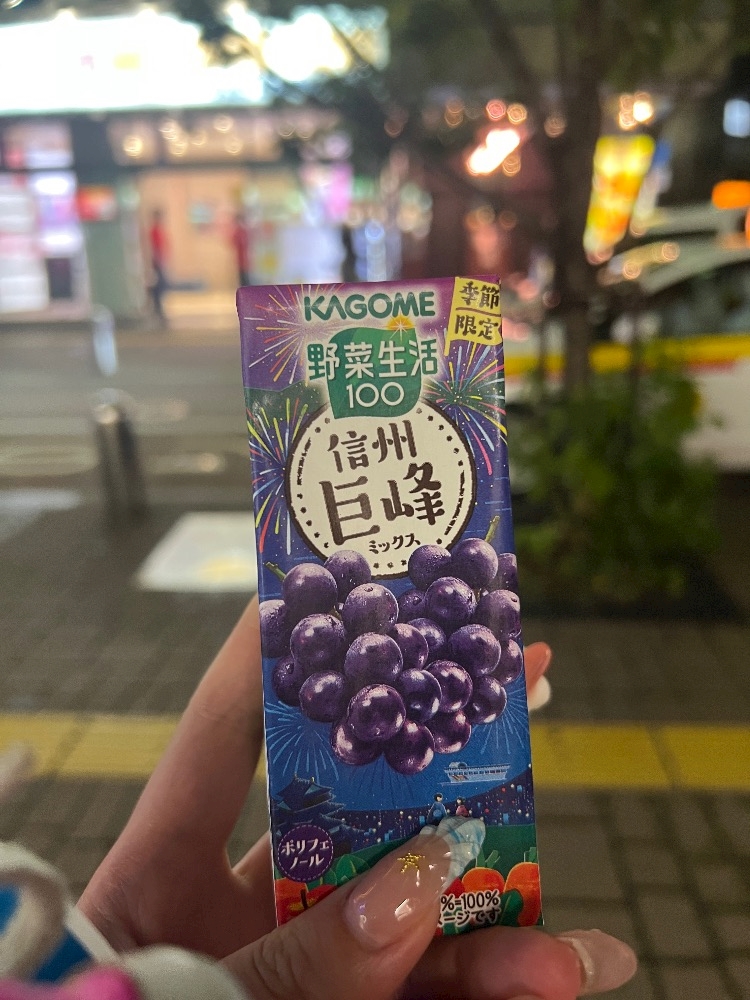 KAGOME
季節
限定
野菜生活
100
信州
巨峰
ミックス
ポリフェ
ノール
%=100%
ージです